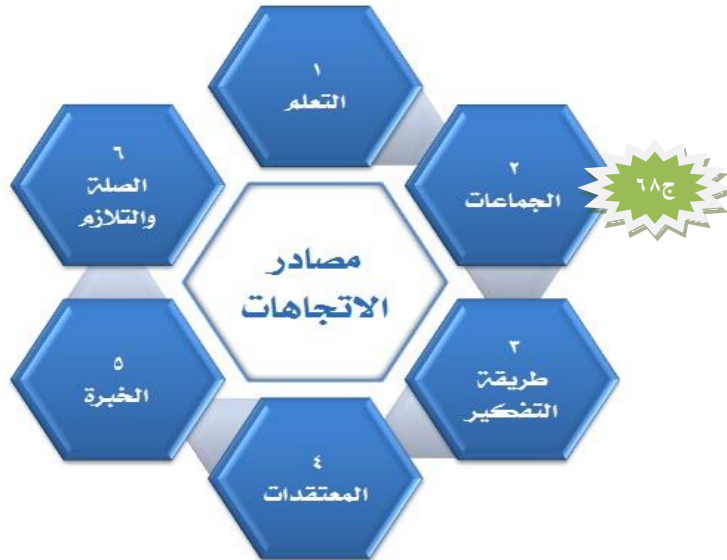 مصادر
الاتجاهات
١
التعلم
٢
الجماعات
٣
طريقة
التفكير
٤
المعتقدات
٥
الخبرة
٦
الصلة
والتلازم
ج٦٨